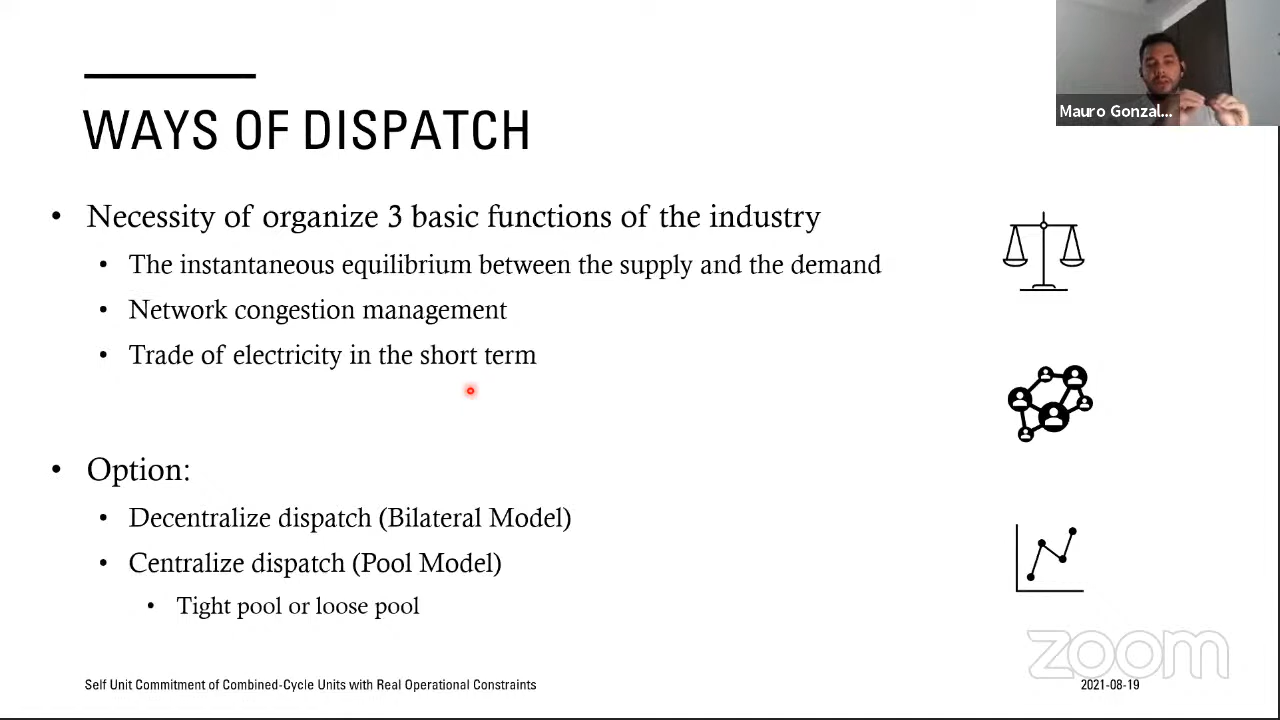 Mauro Gonzal...
WAYS OF DISPATCH
• Necessity of organize 3 basic functions of the industry
• The instantaneous equilibrium between the supply and the demand
• Network congestion management
• Trade of electricity in the short term
• Option:
• Decentralize dispatch (Bilateral Model)
• Centralize dispatch (Pool Model)
• Tight pool or loose pool
zoom
Self Unit Commitment of Combined-Cycle Units with Real Operational Constraints
2021-08-19